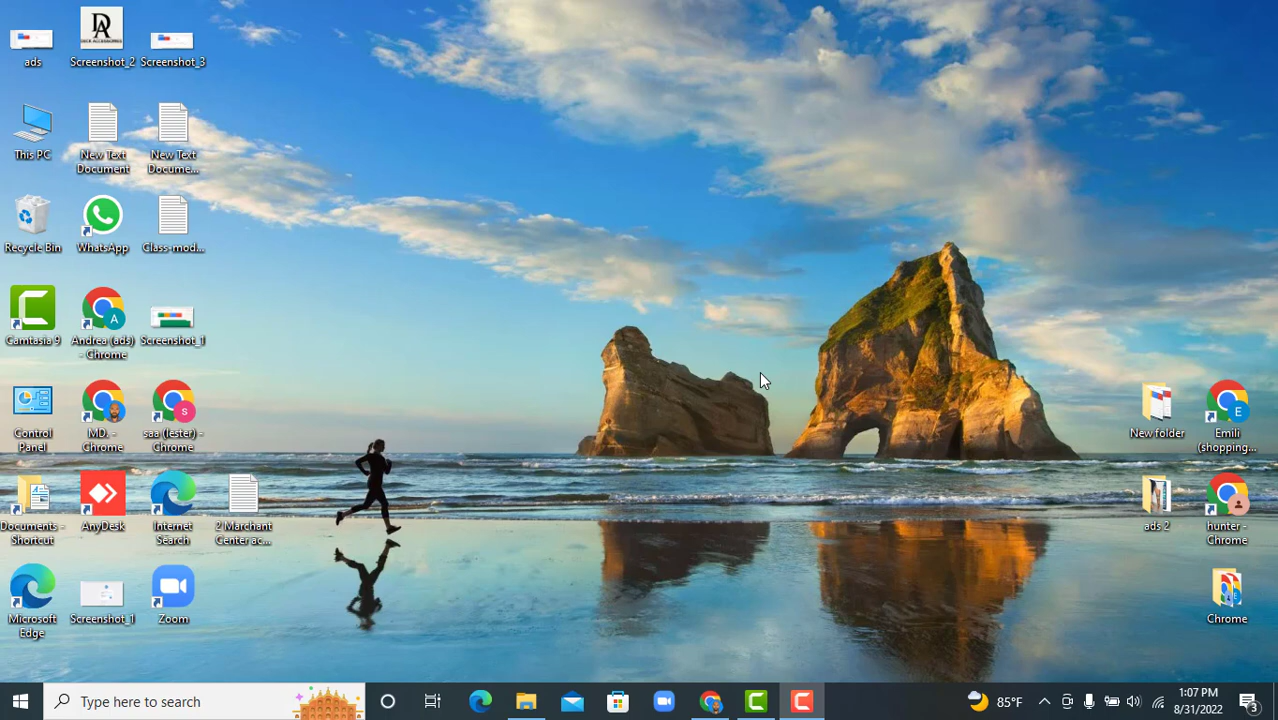 DA
ads
Screenshot_2
Screenshot_3
This PC
New Text
Document
New Text
Docume...
Recycle Bin
WhatsApp
Class-mod...
Camtasia 9
A
Andrea (ads)
- Chrome
Screenshot_1
Control
Panel
MD. -
Chrome
S
saa (fester) -
Chrome
Documents -
Shortcut
AnyDesk
Internet
Search
2 Marchant
Center ac...
Microsoft
Edge
Screenshot_1
Zoom
New folder
E
Emili
(shopping...
ads 2
hunter -
Chrome
Chrome
Type here to search
85°F
1:07 PM
8/31/2022
3